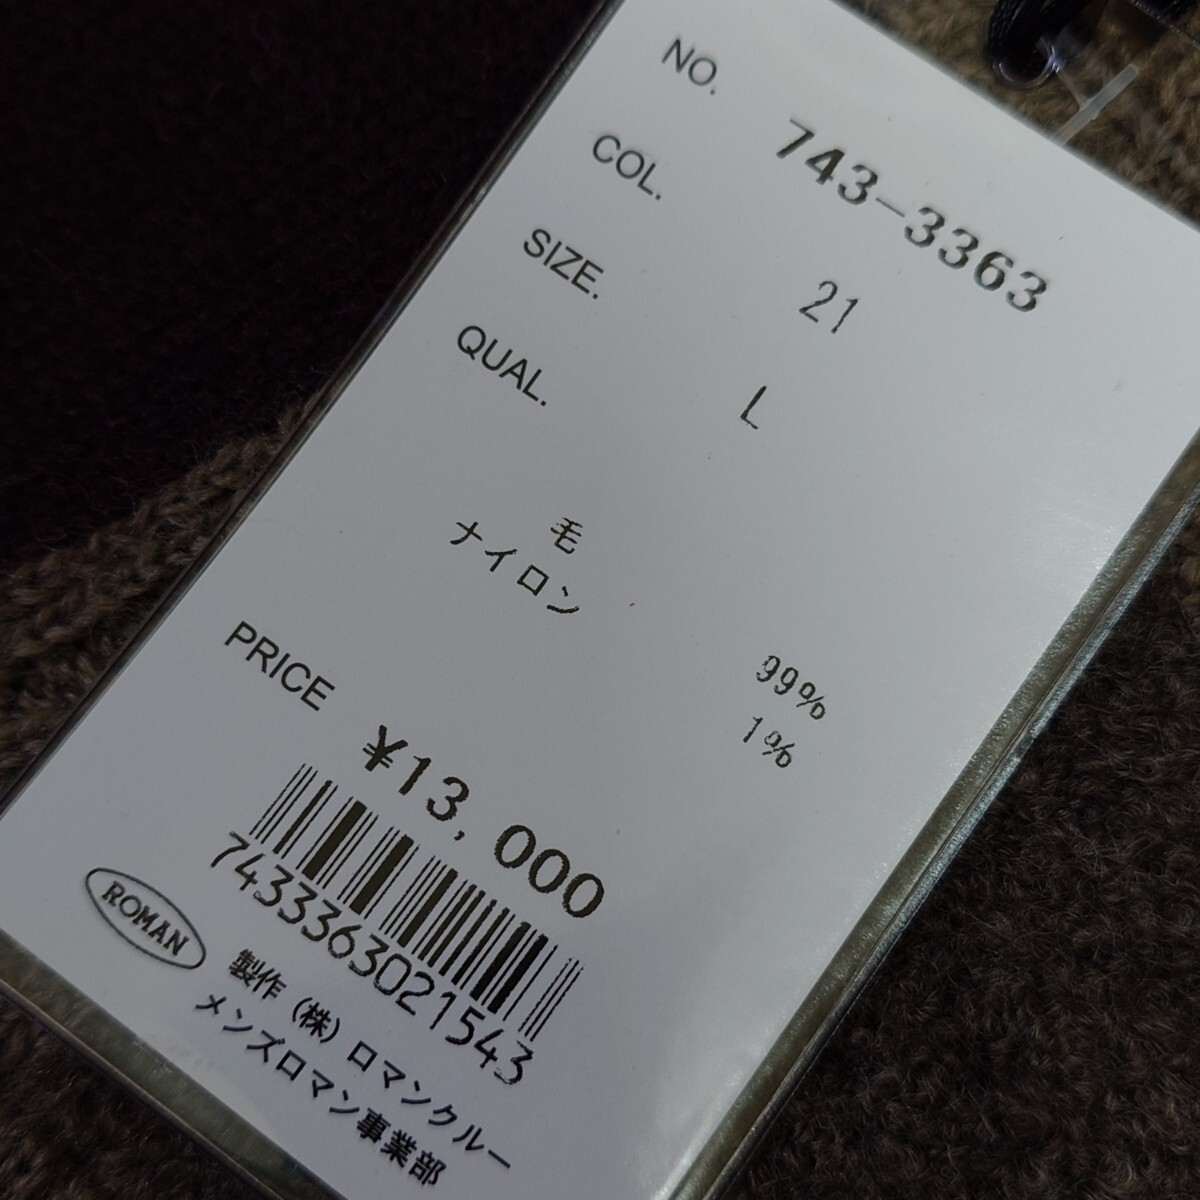 NO. 743-3363
COL. 21
SIZE. L
QUAL.
毛 99%
ナイロン 1%
PRICE ¥13,000
7433363021543
ROMAN
製作（株）ロマンクルー
メンズロマン事業部